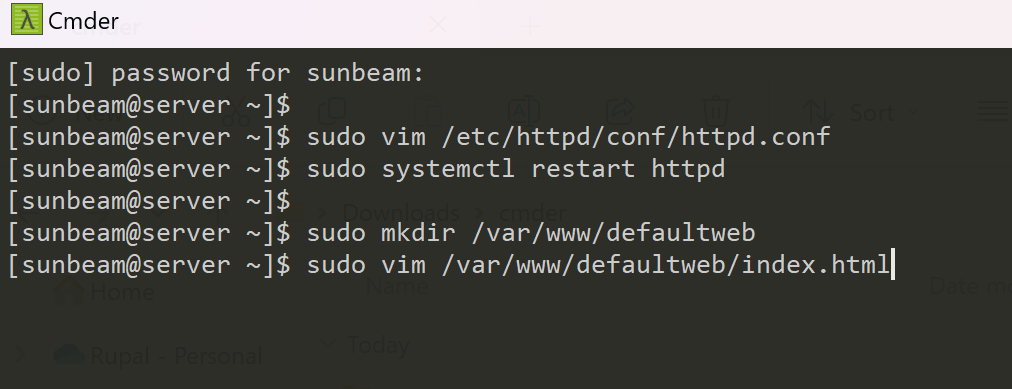 λ Cmder
[sudo] password for sunbeam:
[sunbeam@server ~]$
[sunbeam@server ~]$ sudo vim /etc/httpd/conf/httpd.conf
[sunbeam@server ~]$ sudo systemctl restart httpd
[sunbeam@server ~]$
Downloads > cmder
[sunbeam@server ~]$ sudo mkdir /var/www/defaultweb
[sunbeam@server ~]$ sudo vim /var/www/defaultweb/index.html
Sort
Name
Home
Today
Rupal - Personal